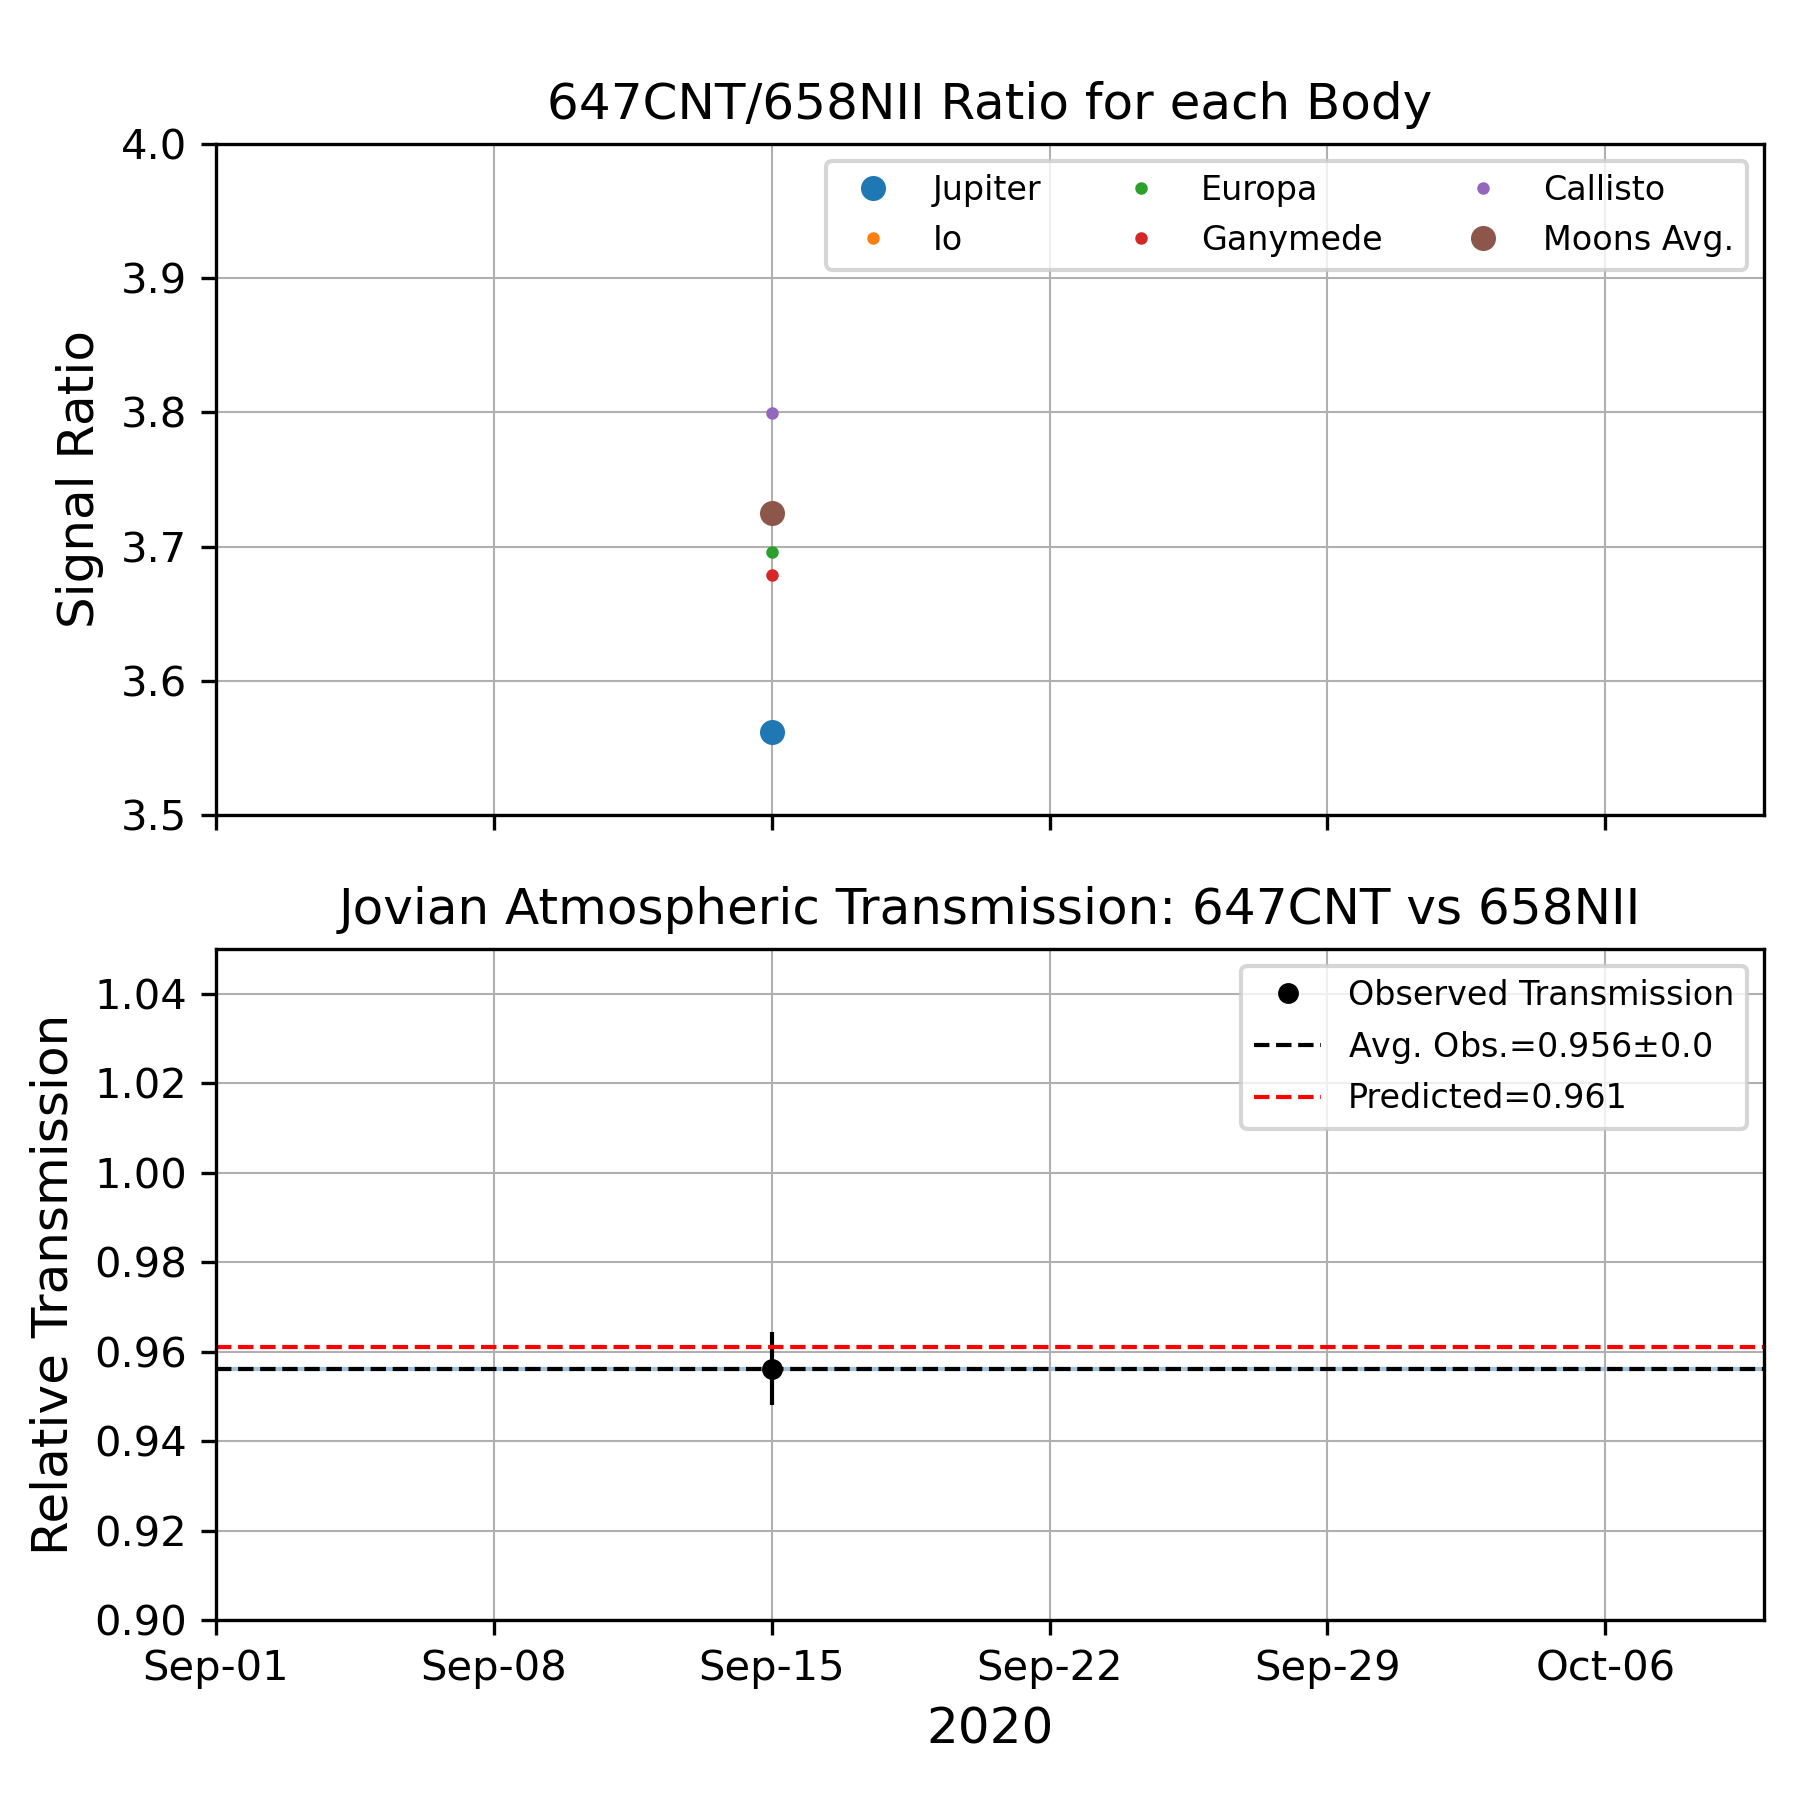 647CNT/658NII Ratio for each Body
4.0
3.9
3.8
3.7
3.6
3.5
Signal Ratio
Jupiter Europa Callisto
Io Ganymede Moons Avg.
Jovian Atmospheric Transmission: 647CNT vs 658NII
1.04
1.02
1.00
0.98
0.96
0.94
0.92
0.90
Relative Transmission
Observed Transmission
Avg. Obs.=0.956±0.0
Predicted=0.961
Sep-01 Sep-08 Sep-15 Sep-22 Sep-29 Oct-06
2020